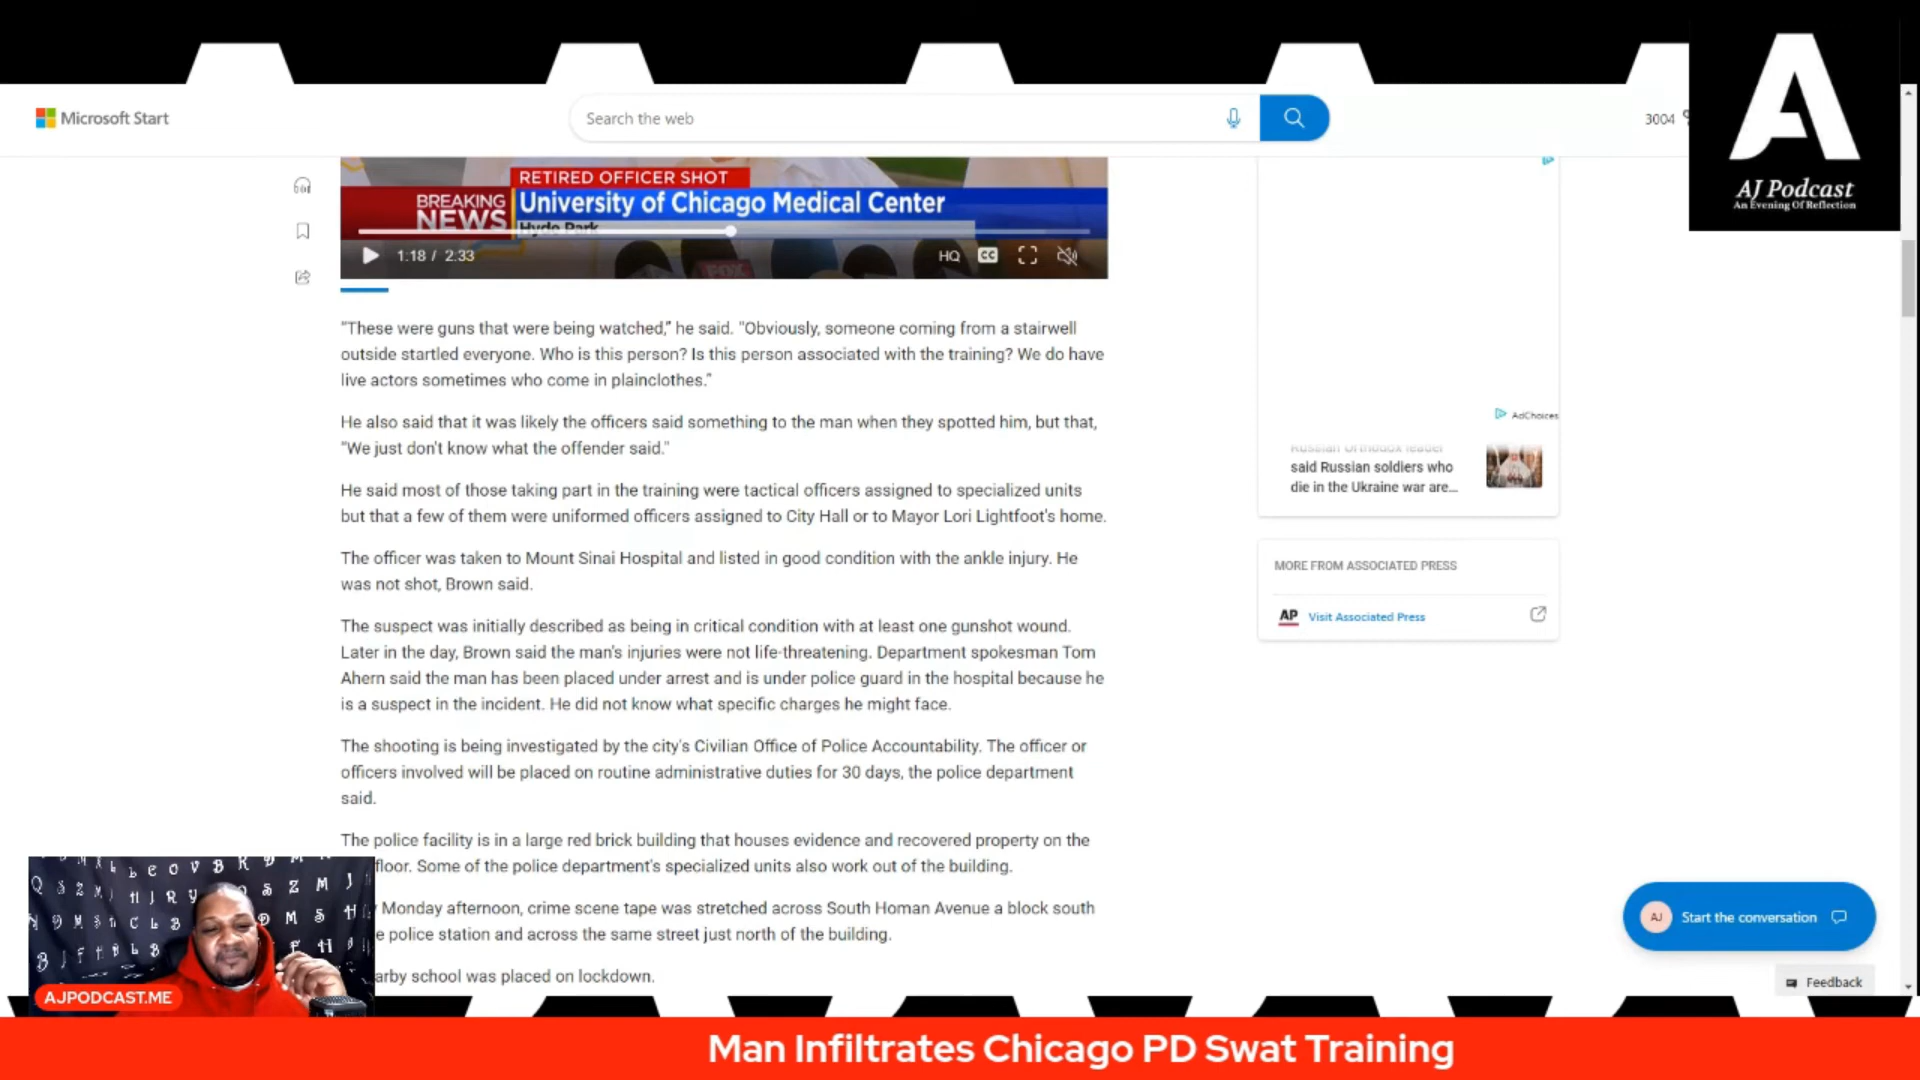 Microsoft Start
Search the web
3004
A
AJ Podcast
An Evening Of Reflection
RETIRED OFFICER SHOT
BREAKING NEWS
University of Chicago Medical Center
Hyde Park
1:18 / 2:33
HQ CC
FOX
"These were guns that were being watched,” he said. "Obviously, someone coming from a stairwell
outside startled everyone. Who is this person? Is this person associated with the training? We do have
live actors sometimes who come in plainclothes.”
He also said that it was likely the officers said something to the man when they spotted him, but that,
"We just don't know what the offender said."
He said most of those taking part in the training were tactical officers assigned to specialized units
but that a few of them were uniformed officers assigned to City Hall or to Mayor Lori Lightfoot's home.
The officer was taken to Mount Sinai Hospital and listed in good condition with the ankle injury. He
was not shot, Brown said.
The suspect was initially described as being in critical condition with at least one gunshot wound.
Later in the day, Brown said the man's injuries were not life-threatening. Department spokesman Tom
Ahern said the man has been placed under arrest and is under police guard in the hospital because he
is a suspect in the incident. He did not know what specific charges he might face.
The shooting is being investigated by the city's Civilian Office of Police Accountability. The officer or
officers involved will be placed on routine administrative duties for 30 days, the police department
said.
The police facility is in a large red brick building that houses evidence and recovered property on the
floor. Some of the police department's specialized units also work out of the building.
Monday afternoon, crime scene tape was stretched across South Homan Avenue a block south
police station and across the same street just north of the building.
arby school was placed on lockdown.
AdChoices
Russian Orthodox leader
said Russian soldiers who
die in the Ukraine war are...
MORE FROM ASSOCIATED PRESS
AP Visit Associated Press
AJ Start the conversation
Feedback
AJPODCAST.ME
Man Infiltrates Chicago PD Swat Training